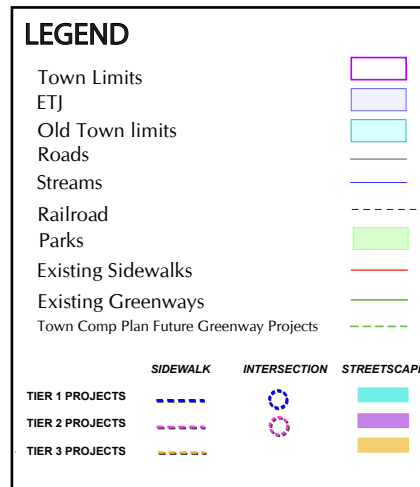 LEGEND
Town Limits
ETJ
Old Town limits
Roads
Streams
Railroad
Parks
Existing Sidewalks
Existing Greenways
Town Comp Plan Future Greenway Projects
SIDEWALK INTERSECTION STREETSCAPE
TIER 1 PROJECTS
TIER 2 PROJECTS
TIER 3 PROJECTS